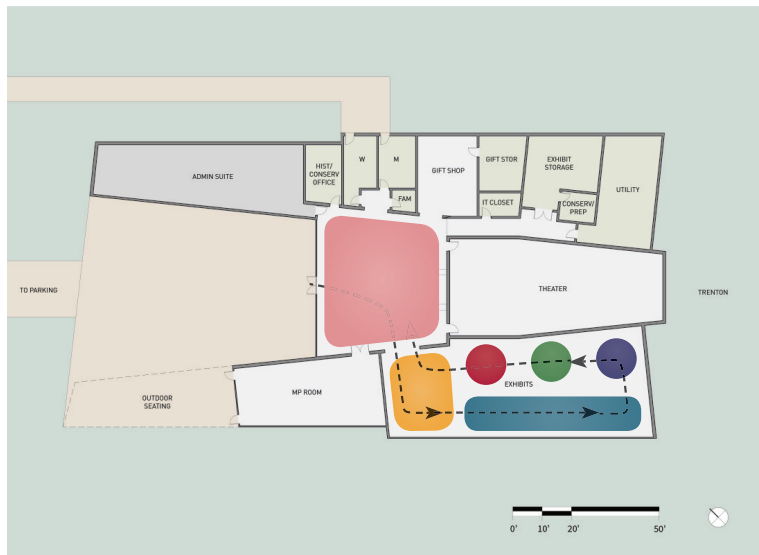 W
M
HIST/
CONSERV
OFFICE
ADMIN SUITE
GIFT SHOP
GIFT STOR
EXHIBIT
STORAGE
UTILITY
FAM
IT CLOSET
CONSERV/
PREP
TO PARKING
THEATER
TRENTON
EXHIBITS
MP ROOM
OUTDOOR
SEATING
0' 10' 20' 50'